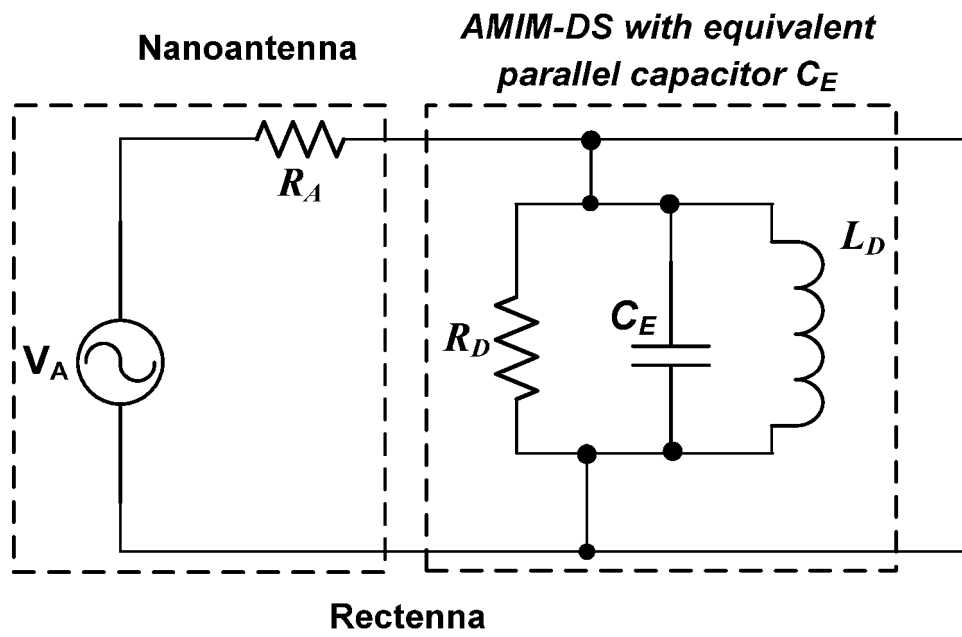 Nanoantenna
AMIM-DS with equivalent
parallel capacitor CE
RA
LD
CE
RD
VA
Rectenna